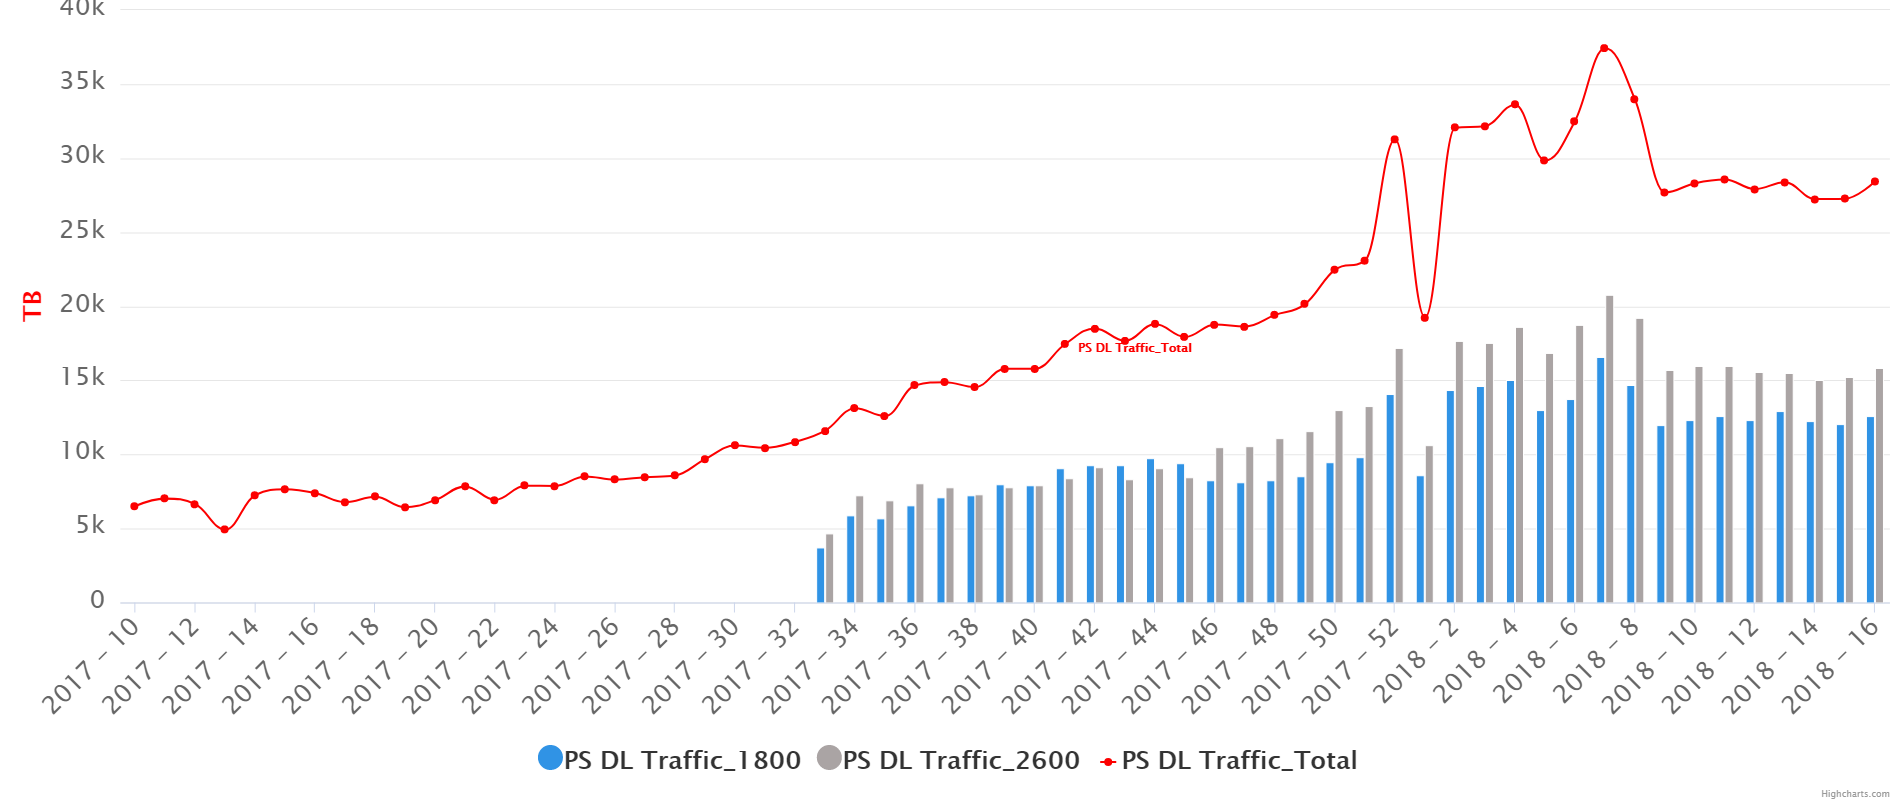 40k
35k
30k
25k
20k
15k
10k
5k
0
TB
PS DL Traffic_Total
2017 – 10
2017 – 12
2017 – 14
2017 – 16
2017 – 18
2017 – 20
2017 – 22
2017 – 24
2017 – 26
2017 – 28
2017 – 30
2017 – 32
2017 – 34
2017 – 36
2017 – 38
2017 – 40
2017 – 42
2017 – 44
2017 – 46
2017 – 48
2017 – 50
2017 – 52
2018 – 2
2018 – 4
2018 – 6
2018 – 8
2018 – 10
2018 – 12
2018 – 14
2018 – 16
PS DL Traffic_1800 PS DL Traffic_2600 PS DL Traffic_Total
Highcharts.com